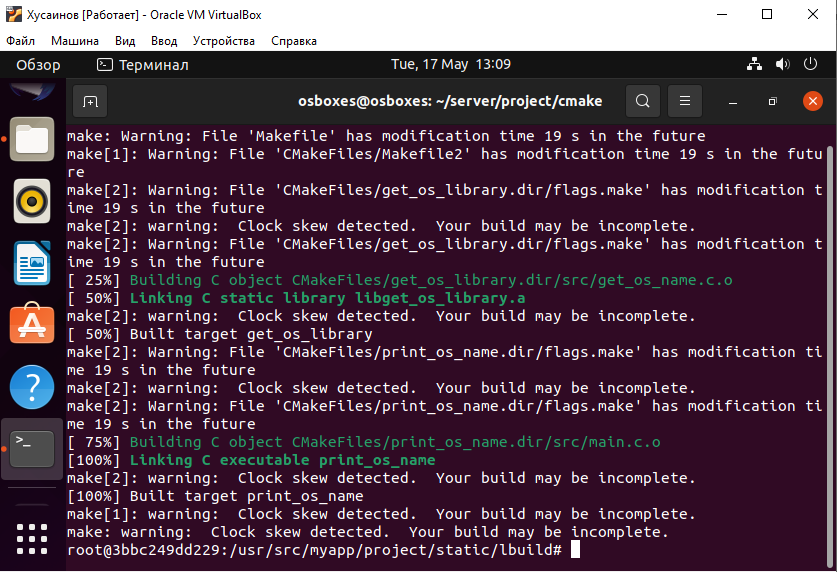 Хусаинов [Работает] - Oracle VM VirtualBox
Файл Машина Вид Ввод Устройства Справка
Обзор Терминал Tue, 17 May 13:09
osboxes@osboxes: ~/server/project/cmake
make: Warning: File 'Makefile' has modification time 19 s in the future
make[1]: Warning: File 'CMakeFiles/Makefile2' has modification time 19 s in the futu
re
make[2]: Warning: File 'CMakeFiles/get_os_library.dir/flags.make' has modification t
ime 19 s in the future
make[2]: warning:  Clock skew detected.  Your build may be incomplete.
make[2]: Warning: File 'CMakeFiles/get_os_library.dir/flags.make' has modification t
ime 19 s in the future
[ 25%] Building C object CMakeFiles/get_os_library.dir/src/get_os_name.c.o
[ 50%] Linking C static library libget_os_library.a
make[2]: warning:  Clock skew detected.  Your build may be incomplete.
[ 50%] Built target get_os_library
make[2]: Warning: File 'CMakeFiles/print_os_name.dir/flags.make' has modification ti
me 19 s in the future
make[2]: warning:  Clock skew detected.  Your build may be incomplete.
make[2]: Warning: File 'CMakeFiles/print_os_name.dir/flags.make' has modification ti
me 19 s in the future
[ 75%] Building C object CMakeFiles/print_os_name.dir/src/main.c.o
[100%] Linking C executable print_os_name
make[2]: warning:  Clock skew detected.  Your build may be incomplete.
[100%] Built target print_os_name
make[1]: warning:  Clock skew detected.  Your build may be incomplete.
make: warning:  Clock skew detected.  Your build may be incomplete.
root@3bbc249dd229:/usr/src/myapp/project/static/lbuild#